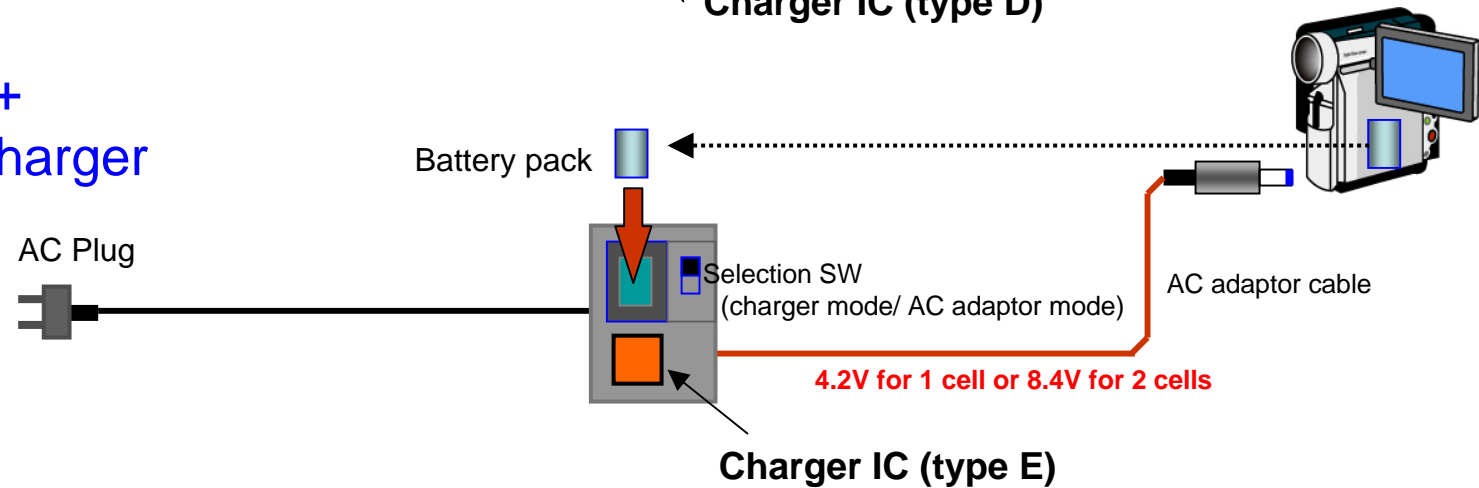 Charger IC (type D)
+
harger
Battery pack
AC Plug
Selection SW
(charger mode/ AC adaptor mode)
AC adaptor cable
4.2V for 1 cell or 8.4V for 2 cells
Charger IC (type E)